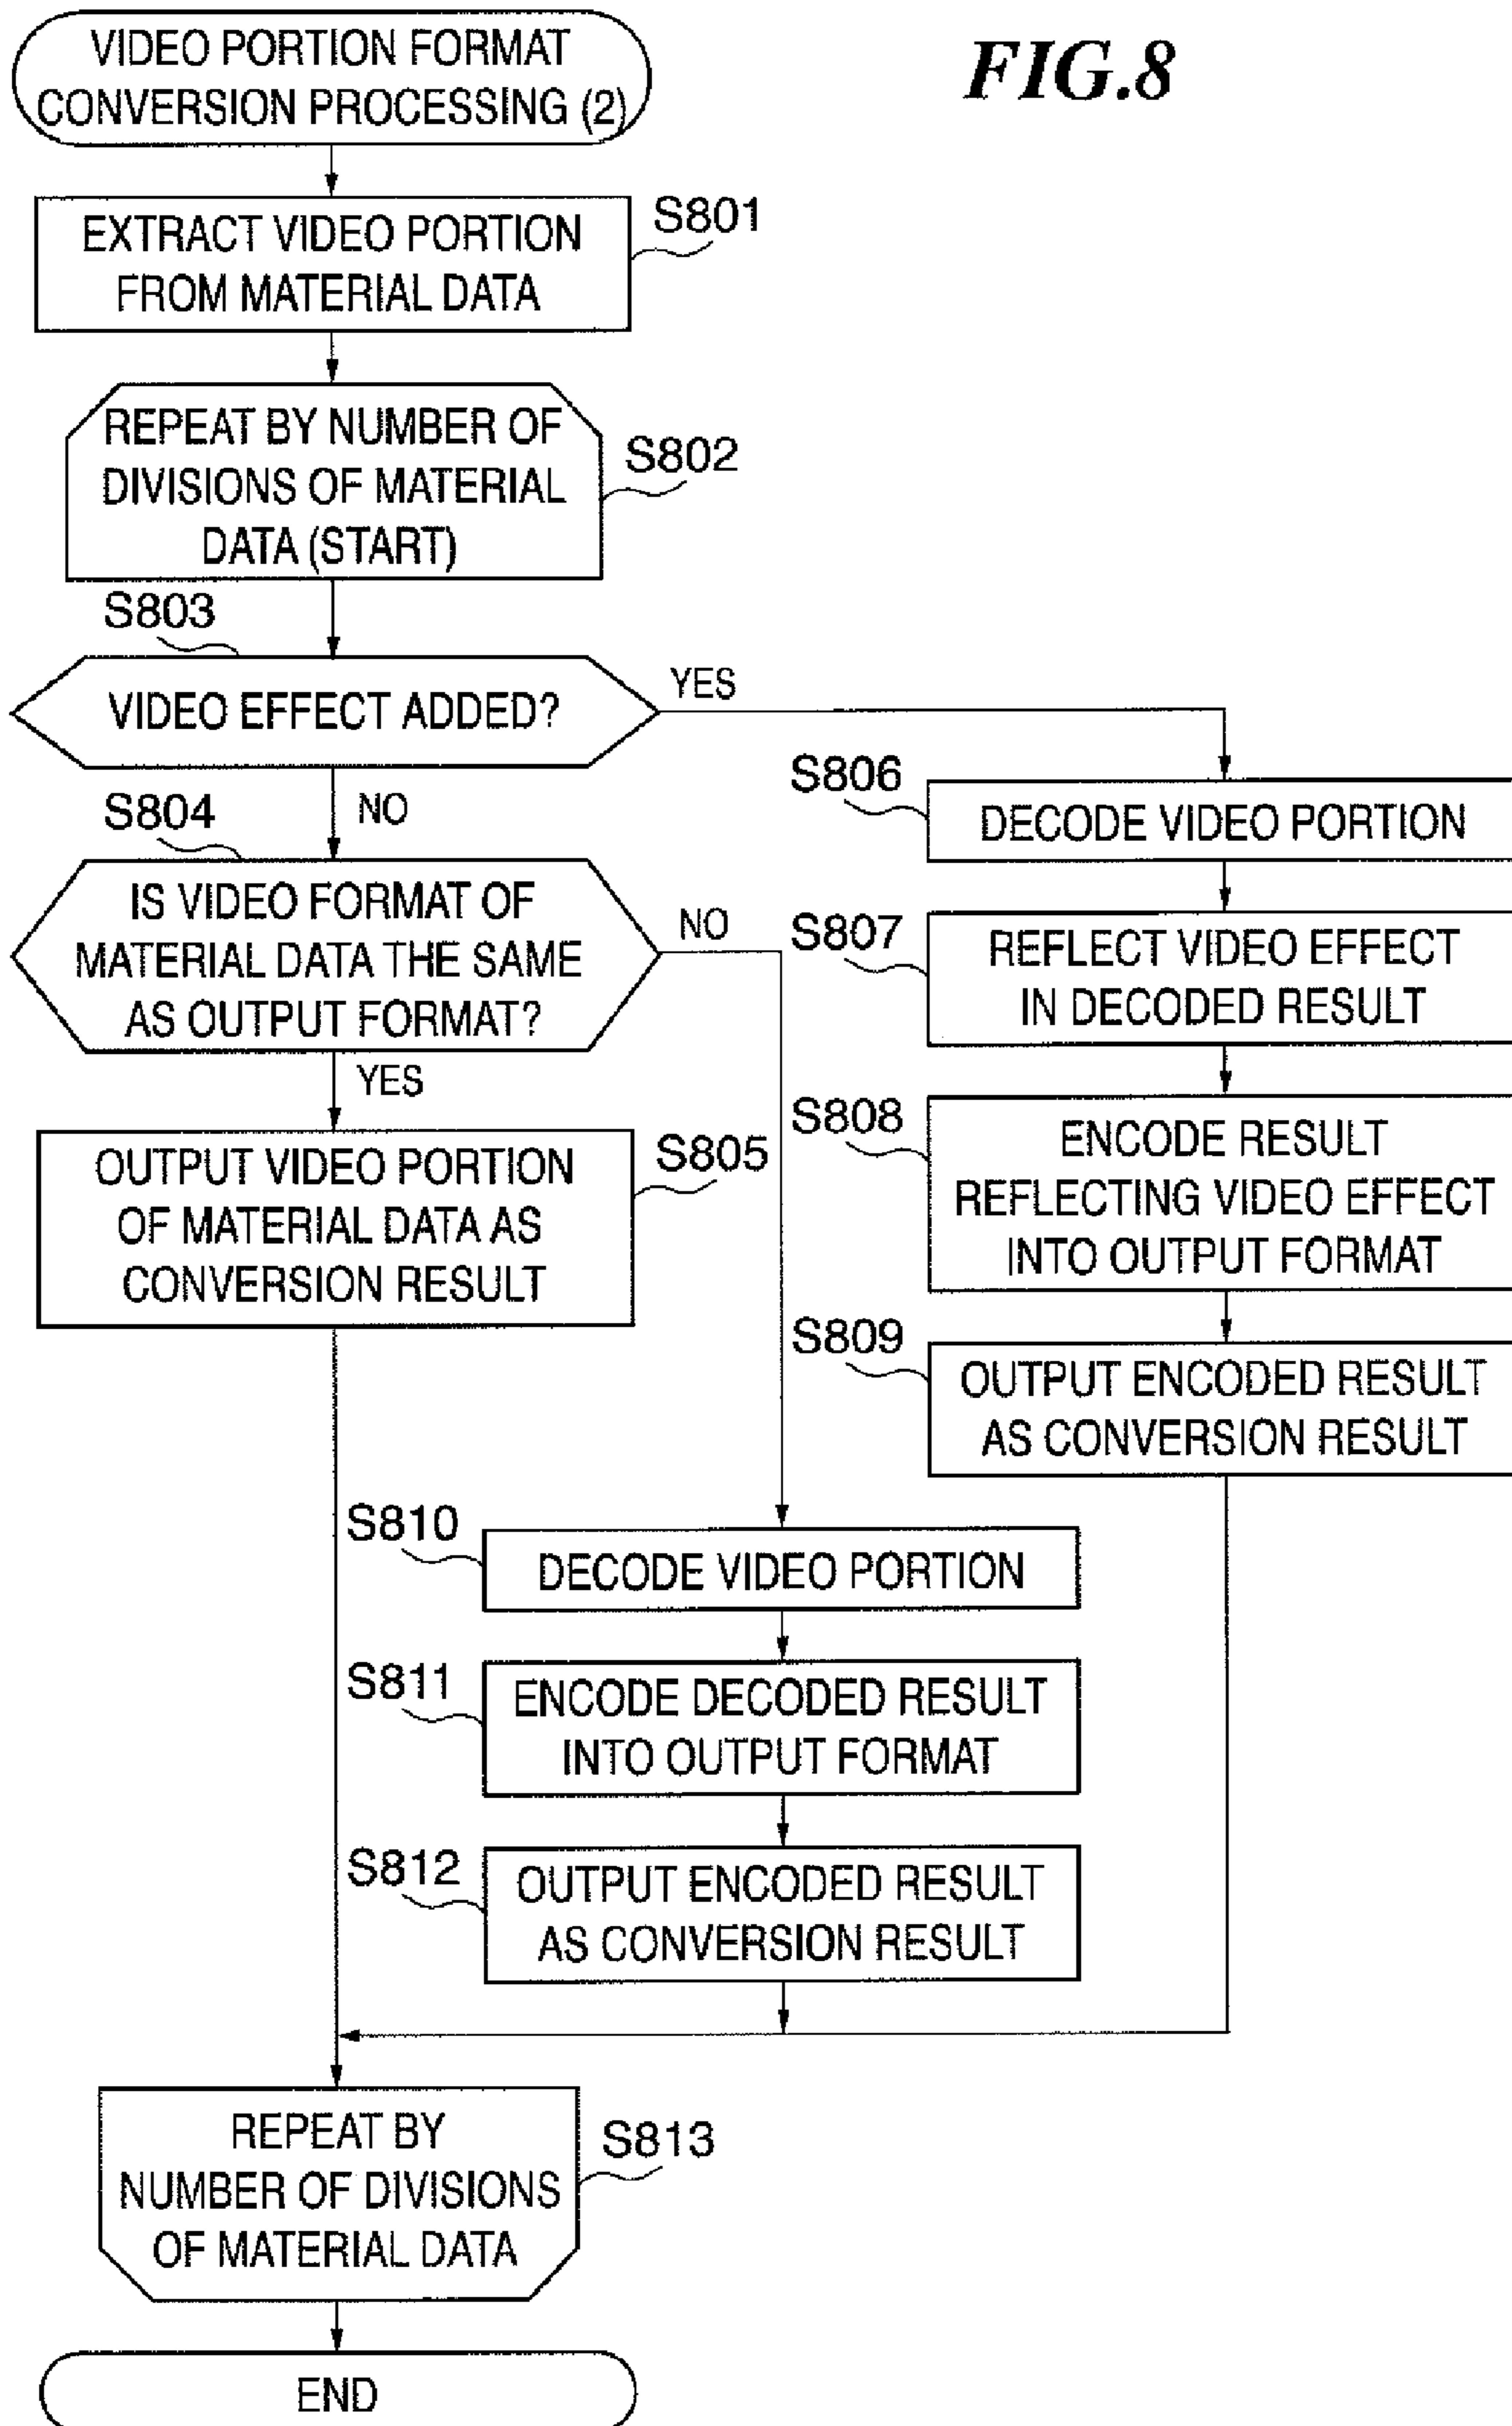 FIG.8
VIDEO PORTION FORMAT
CONVERSION PROCESSING (2)
S801
EXTRACT VIDEO PORTION
FROM MATERIAL DATA
S802
REPEAT BY NUMBER OF
DIVISIONS OF MATERIAL
DATA (START)
S803
VIDEO EFFECT ADDED?
YES
NO
S804
IS VIDEO FORMAT OF
MATERIAL DATA THE SAME
AS OUTPUT FORMAT?
NO
YES
S805
OUTPUT VIDEO PORTION
OF MATERIAL DATA AS
CONVERSION RESULT
S806
DECODE VIDEO PORTION
S807
REFLECT VIDEO EFFECT
IN DECODED RESULT
S808
ENCODE RESULT
REFLECTING VIDEO EFFECT
INTO OUTPUT FORMAT
S809
OUTPUT ENCODED RESULT
AS CONVERSION RESULT
S810
DECODE VIDEO PORTION
S811
ENCODE DECODED RESULT
INTO OUTPUT FORMAT
S812
OUTPUT ENCODED RESULT
AS CONVERSION RESULT
S813
REPEAT BY
NUMBER OF DIVISIONS
OF MATERIAL DATA
END